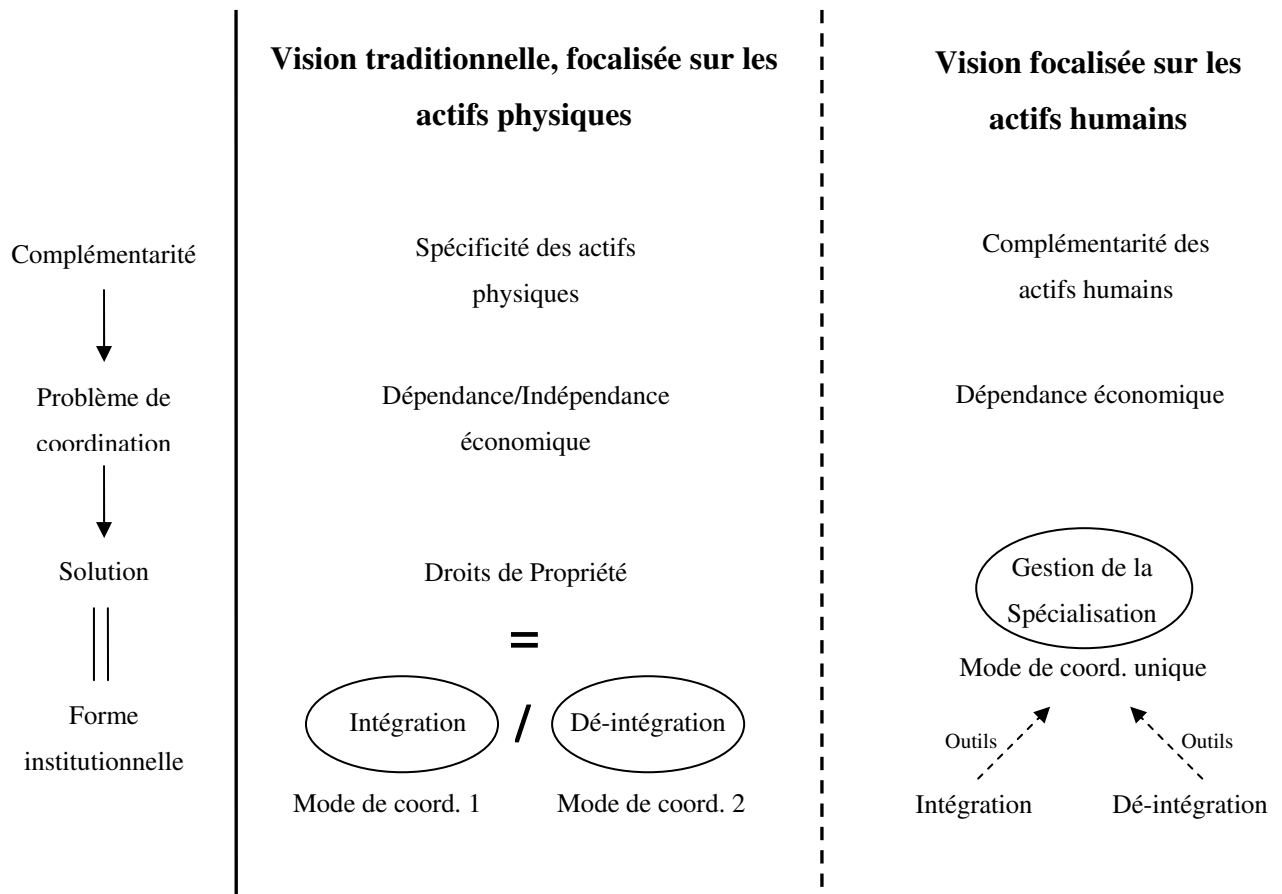 Vision traditionnelle, focalisée sur les
actifs physiques
Vision focalisée sur les
actifs humains
Complémentarité
Spécificité des actifs
physiques
Complémentarité des
actifs humains
Problème de
coordination
Dépendance/Indépendance
économique
Dépendance économique
Solution
Droits de Propriété
Gestion de la
Spécialisation
=
Mode de coord. unique
Forme
institutionnelle
Intégration / Dé-intégration
Outils
Outils
Mode de coord. 1
Mode de coord. 2
Intégration
Dé-intégration